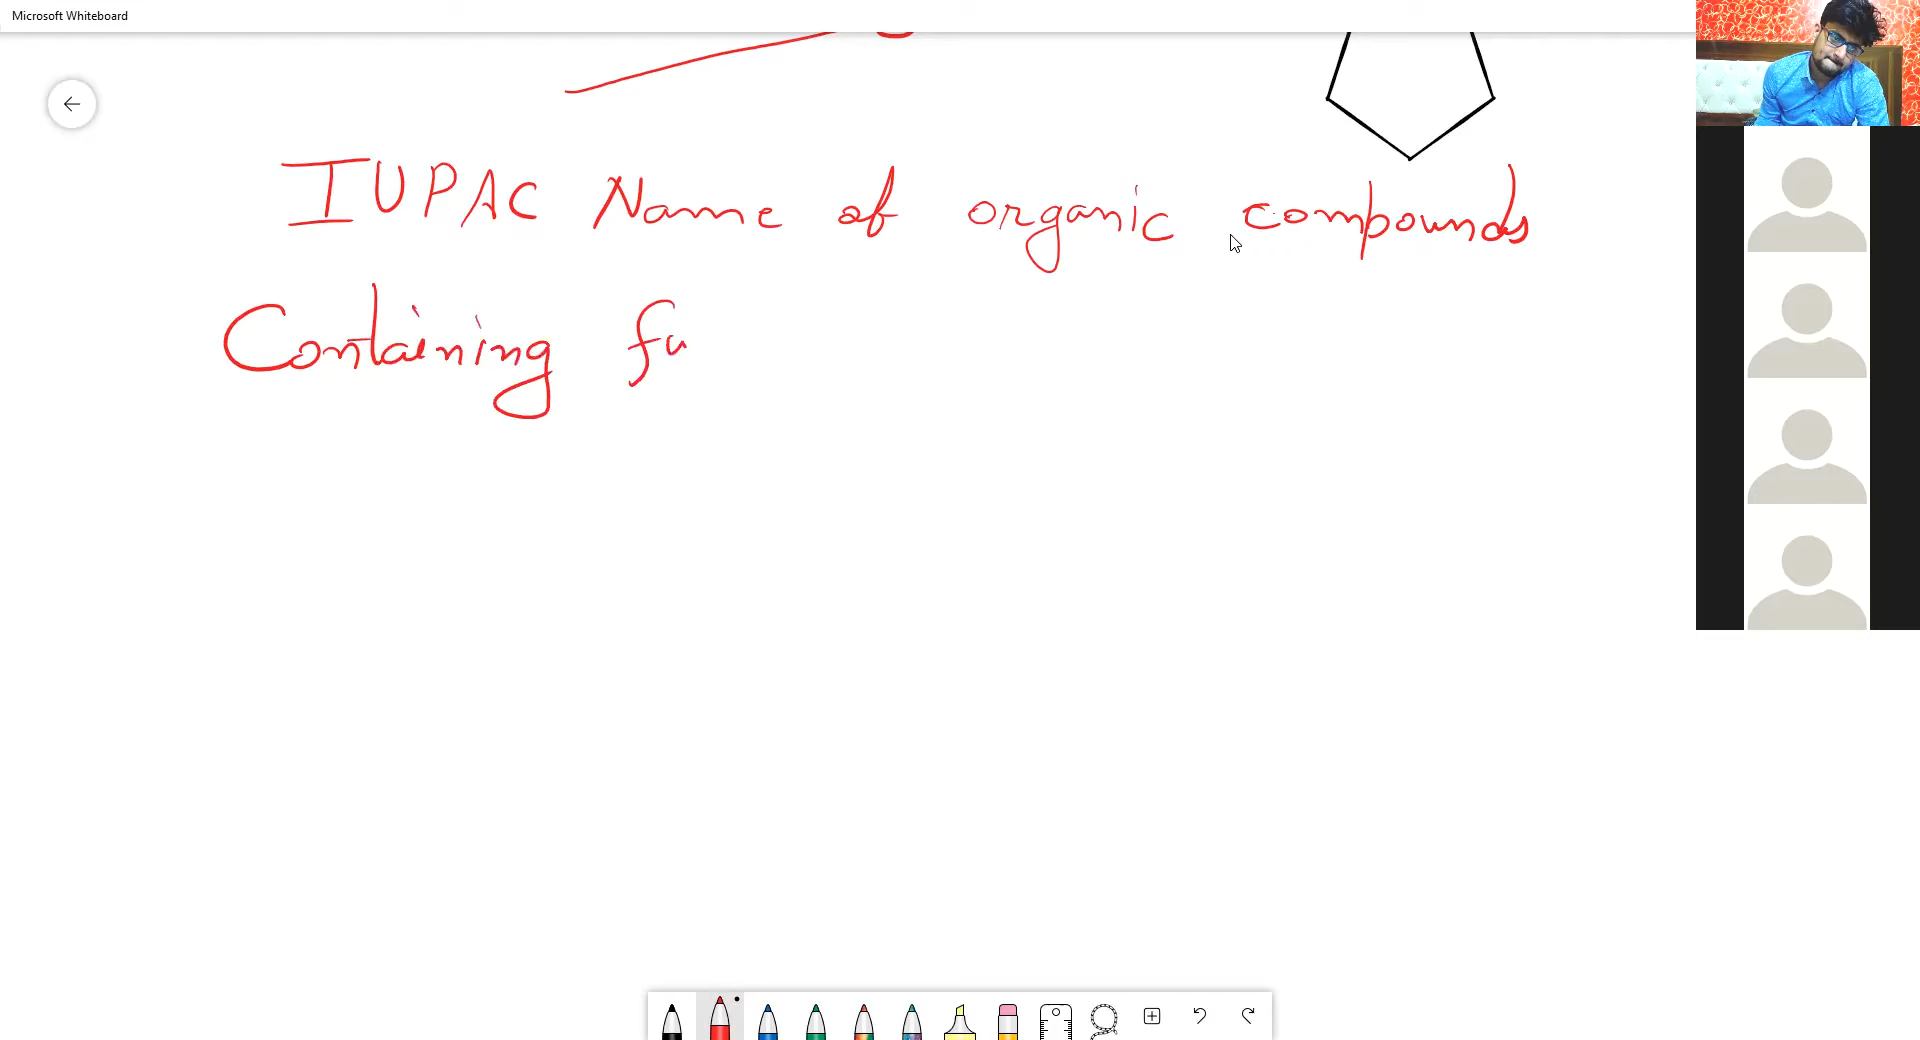 Microsoft Whiteboard
IUPAC Name of organic compounds
Containing fu